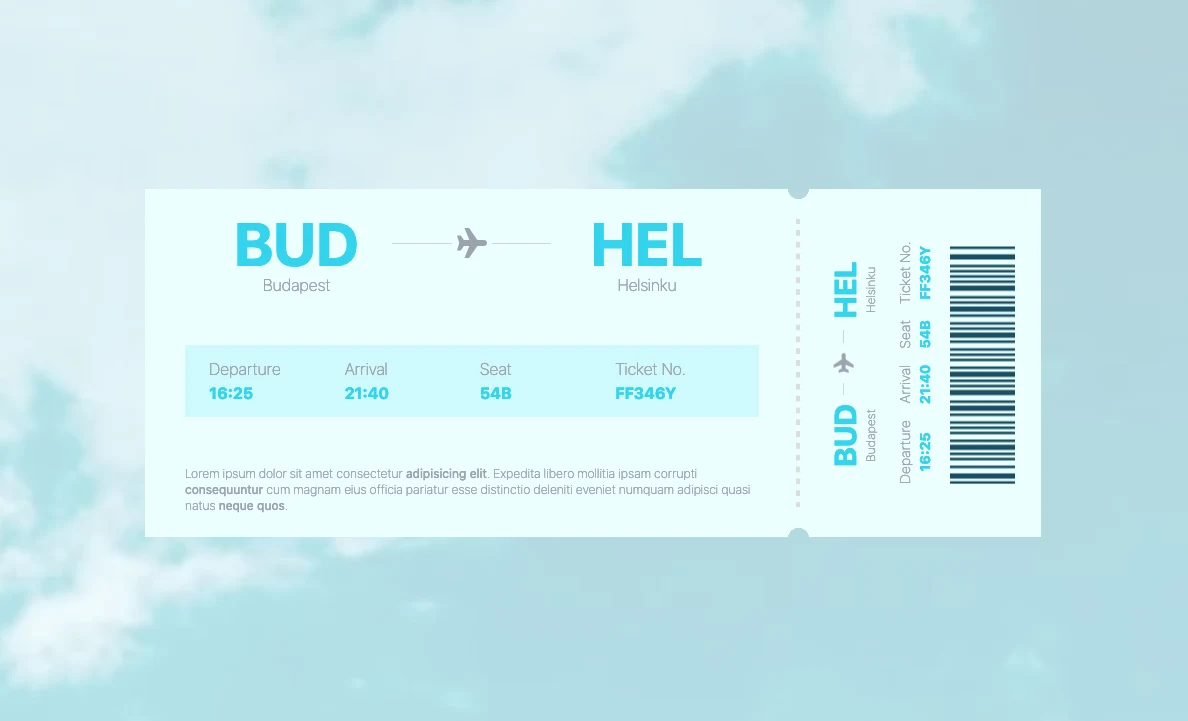 BUD HEL
Budapest Helsinku
Departure Arrival Seat Ticket No.
16:25 21:40 54B FF346Y
Lorem ipsum dolor sit amet consectetur adipisicing elit. Expedita libero mollitia ipsam corrupti
consequuntur cum magnam eius officia pariatur esse distinctio deleniti eveniet numquam adipisci quasi
natus neque quos.
BUD HEL
Budapest Helsinku
Departure Arrival Seat Ticket No.
16:25 21:40 54B FF346Y